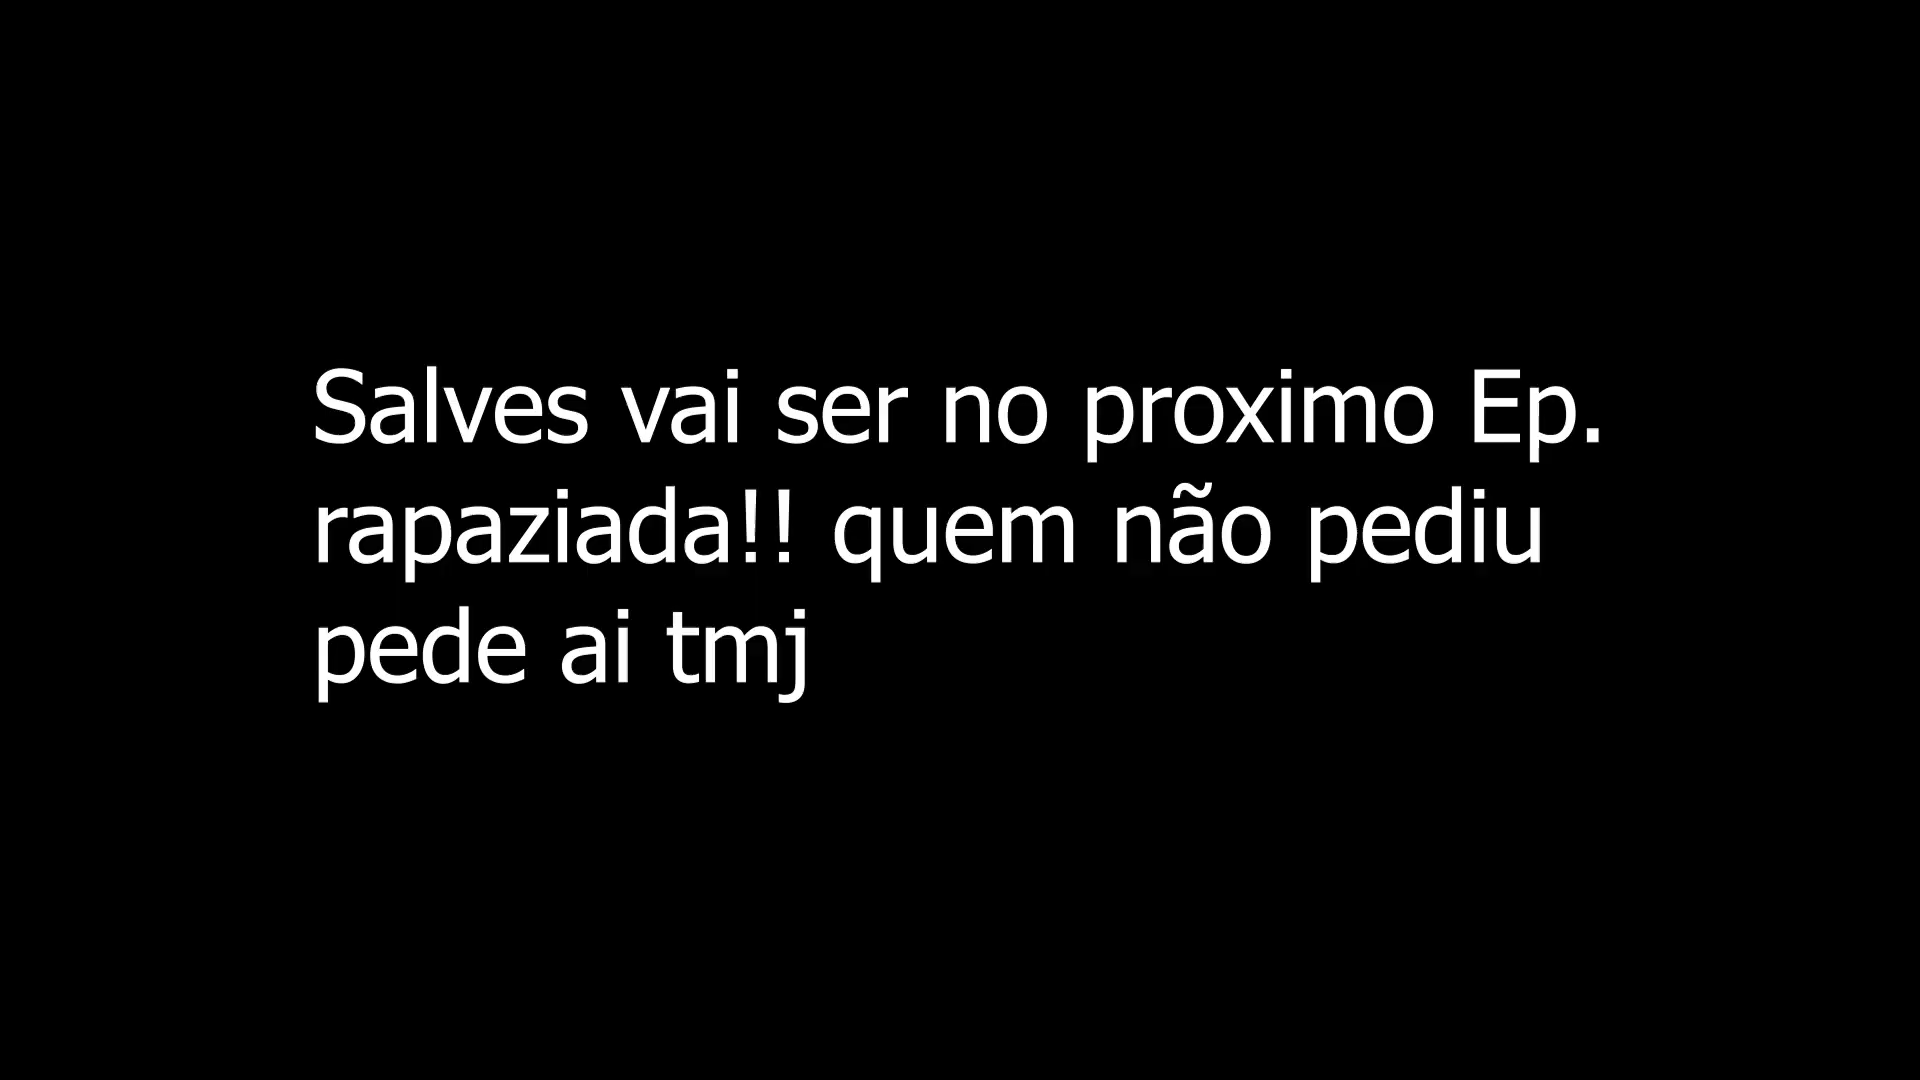 Salves vai ser no proximo Ep.
rapaziada!! quem não pediu
pede ai tmj